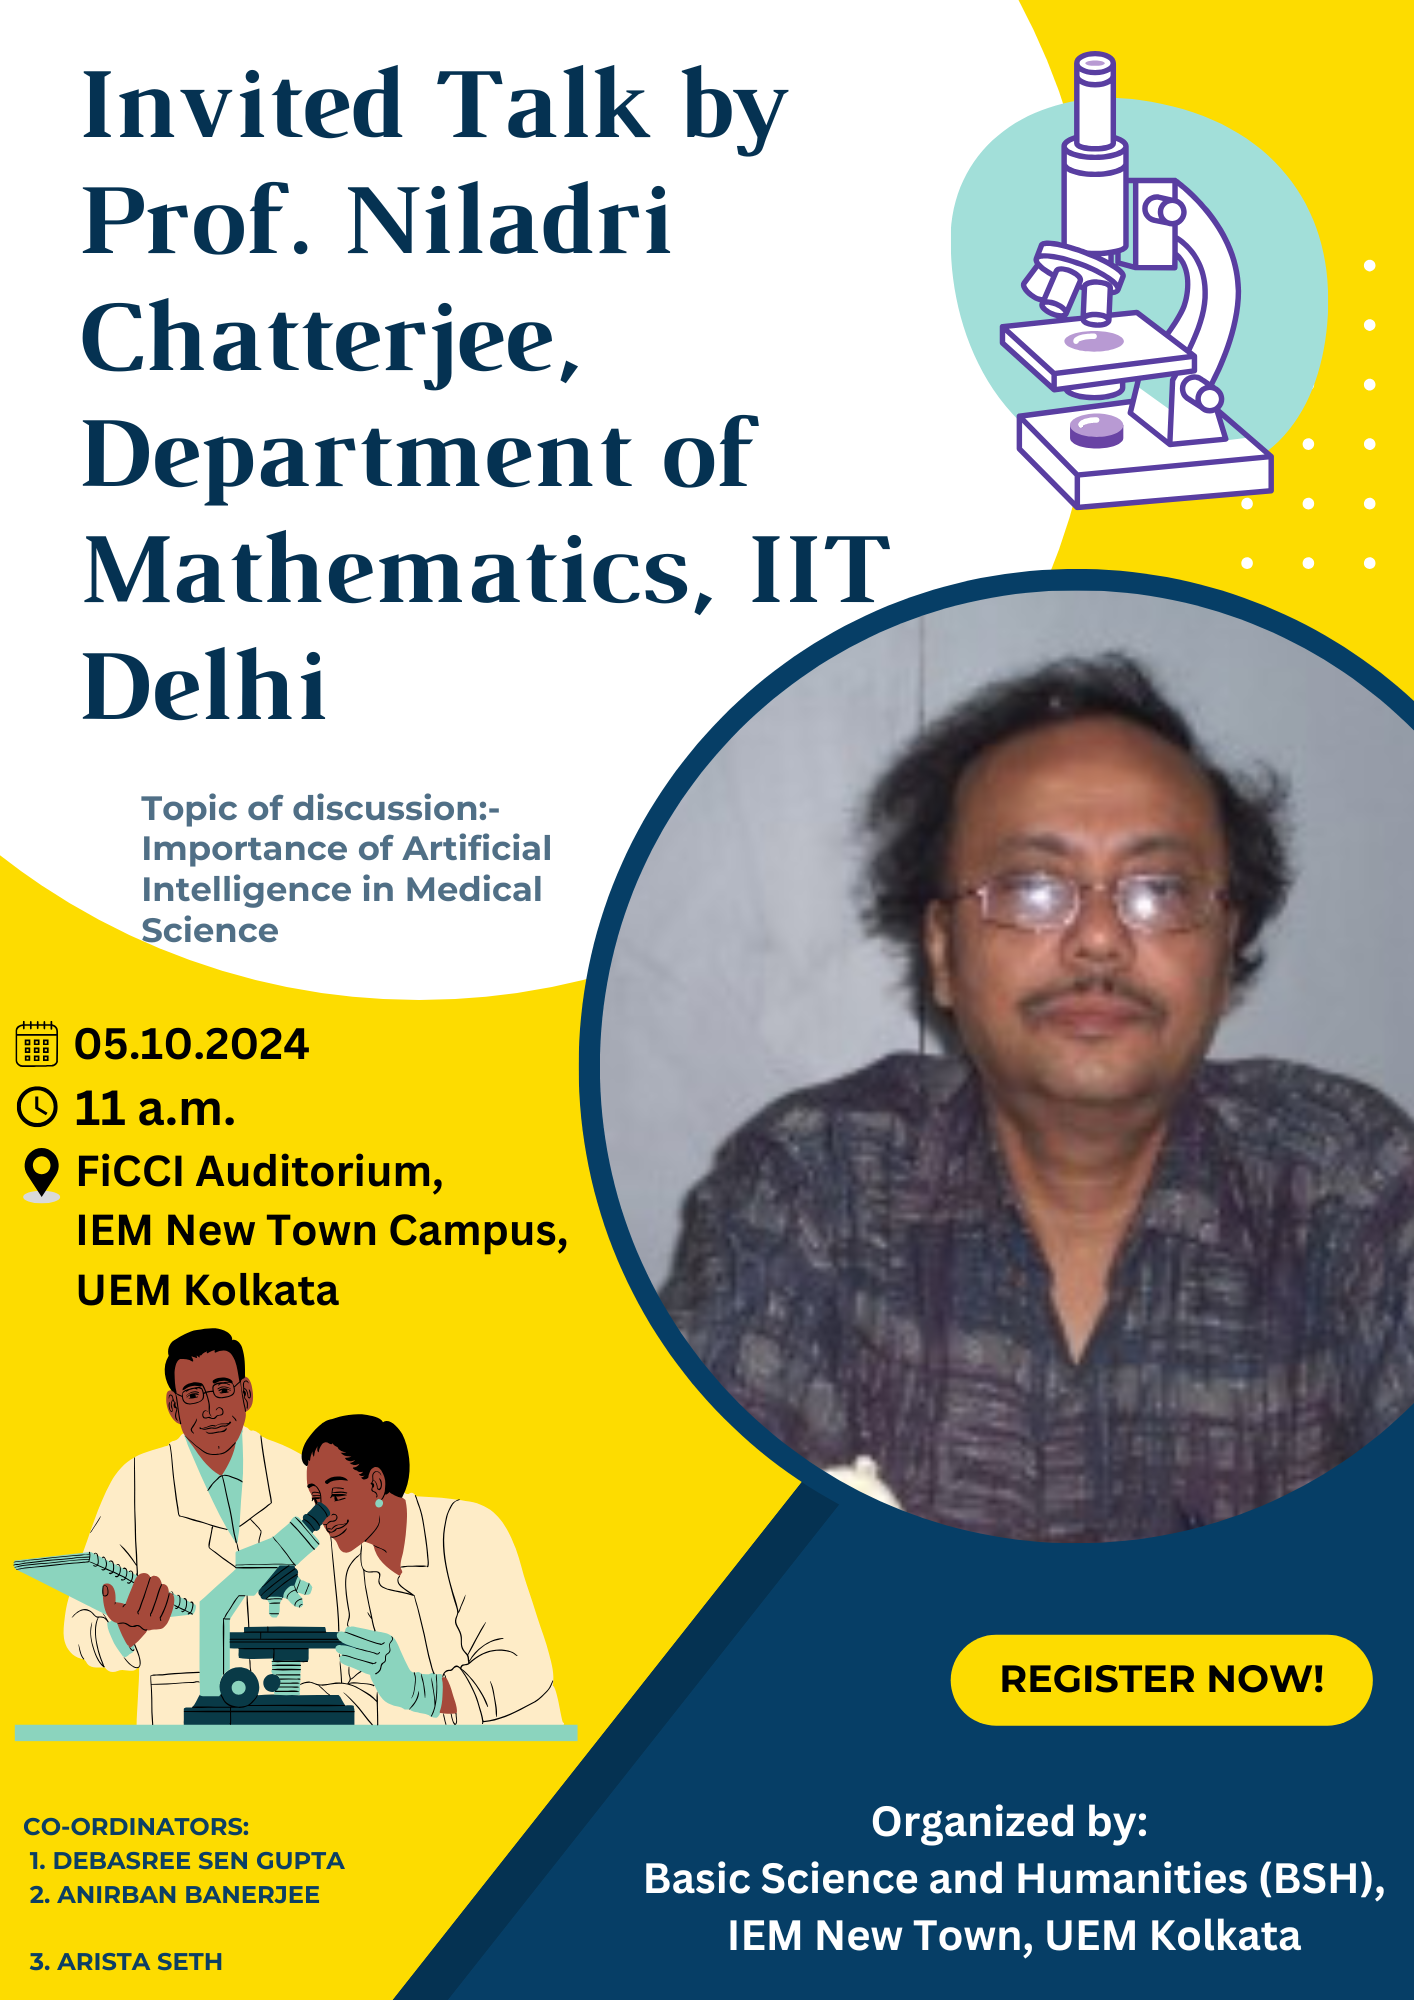 Invited Talk by
Prof. Niladri
Chatterjee,
Department of
Mathematics, IIT
Delhi
Topic of discussion:-
Importance of Artificial
Intelligence in Medical
Science
05.10.2024
11 a.m.
FiCCI Auditorium,
IEM New Town Campus,
UEM Kolkata
REGISTER NOW!
CO-ORDINATORS:
1. DEBASREE SEN GUPTA
2. ANIRBAN BANERJEE
3. ARISTA SETH
Organized by:
Basic Science and Humanities (BSH),
IEM New Town, UEM Kolkata